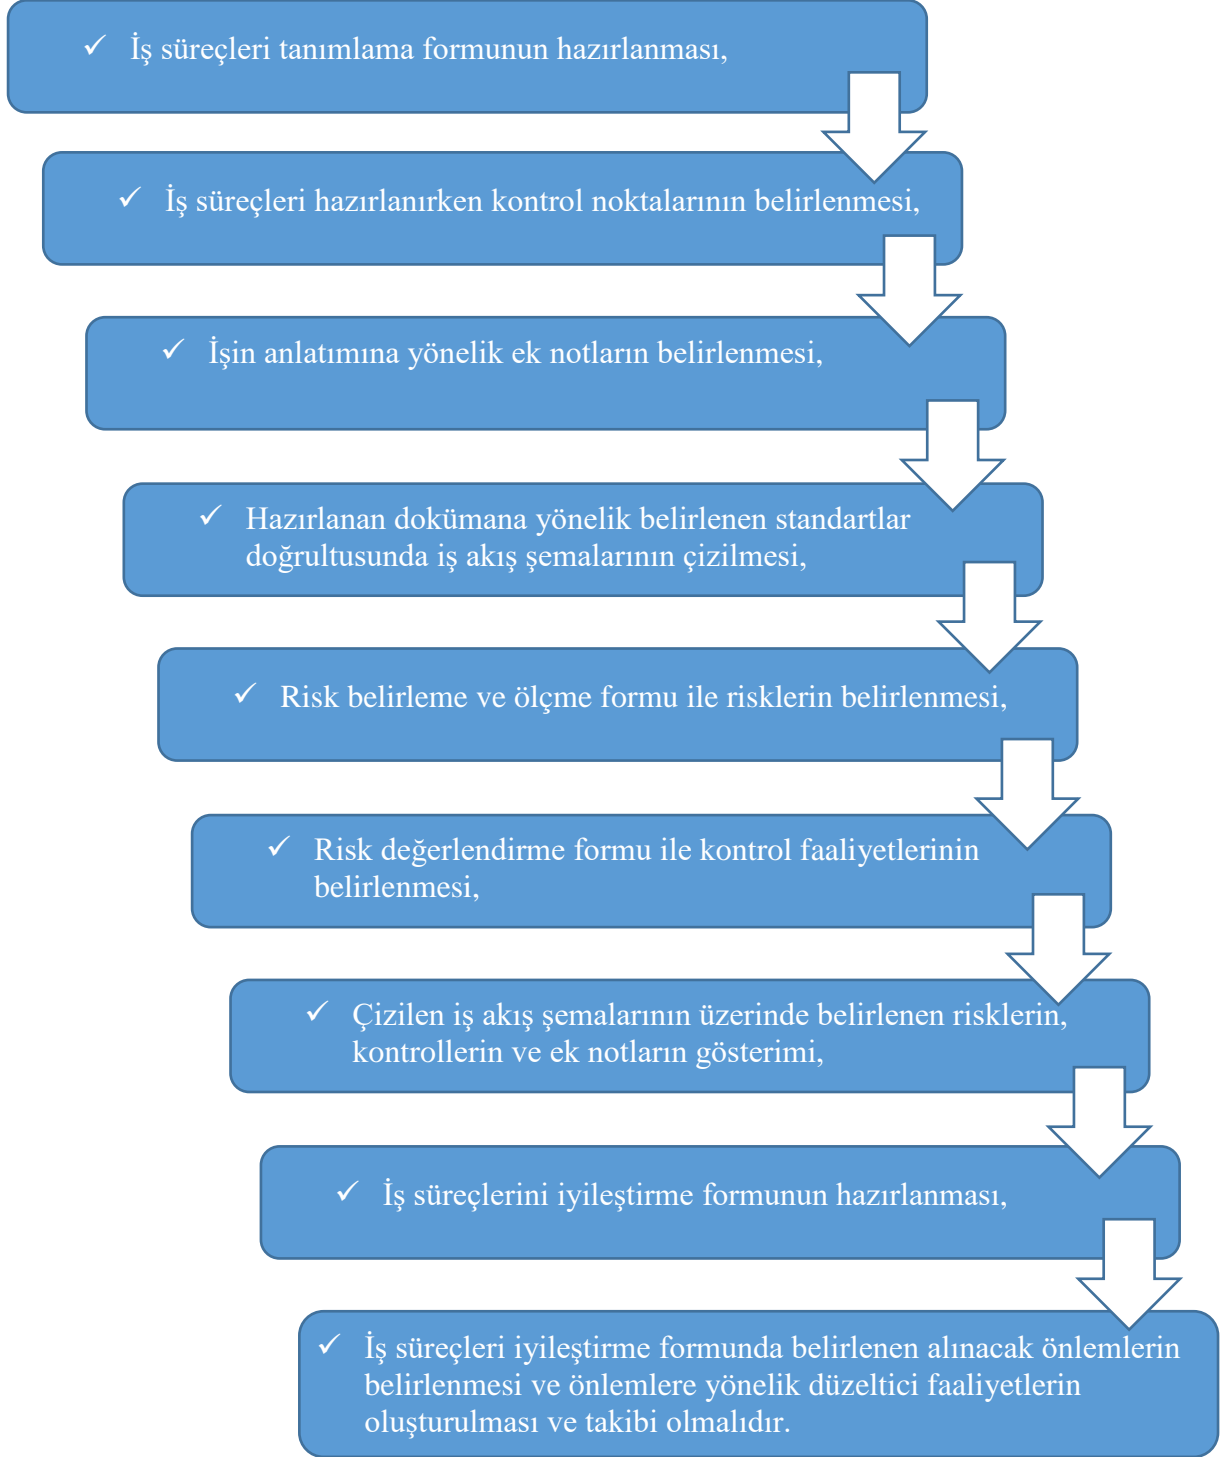 ✓ İş süreçleri tanımlama formunun hazırlanması,
✓ İş süreçleri hazırlanırken kontrol noktalarının belirlenmesi,
✓ İşin anlatımına yönelik ek notların belirlenmesi,
✓ Hazırlanan dokümana yönelik belirlenen standartlar
doğrultusunda iş akış şemalarının çizilmesi,
✓ Risk belirleme ve ölçme formu ile risklerin belirlenmesi,
✓ Risk değerlendirme formu ile kontrol faaliyetlerinin
belirlenmesi,
✓ Çizilen iş akış şemalarının üzerinde belirlenen risklerin,
kontrollerin ve ek notların gösterimi,
✓ İş süreçlerini iyileştirme formunun hazırlanması,
✓ İş süreçleri iyileştirme formunda belirlenen alınacak önlemlerin
belirlenmesi ve önlemlere yönelik düzeltici faaliyetlerin
oluşturulması ve takibi olmalıdır.